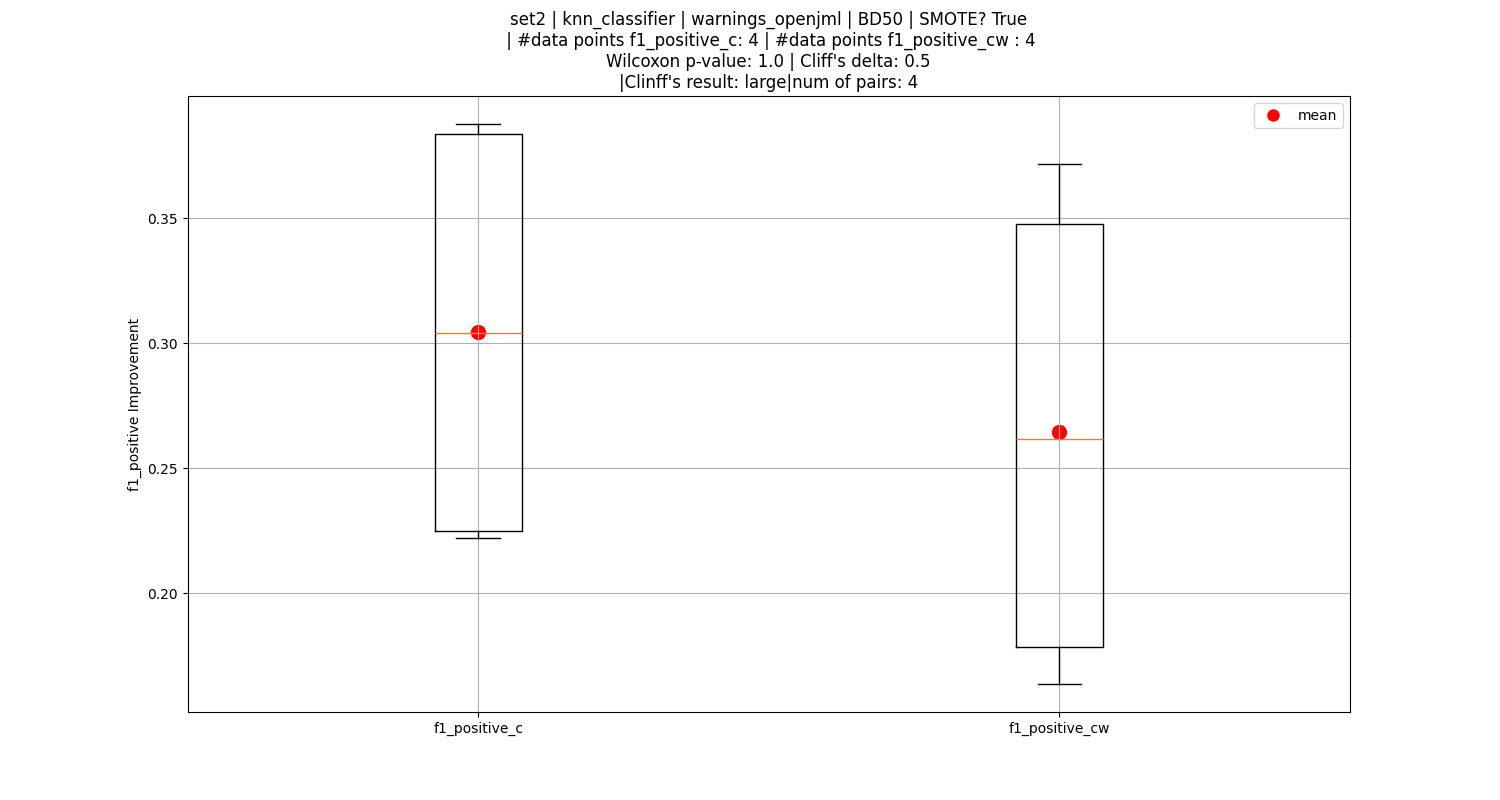 set2 | knn_classifier | warnings_openjml | BD50 | SMOTE? True
| #data points f1_positive_c: 4 | #data points f1_positive_cw : 4
Wilcoxon p-value: 1.0 | Cliff's delta: 0.5
|Clinff's result: large|num of pairs: 4
mean
f1_positive Improvement
0.35
0.30
0.25
0.20
f1_positive_c
f1_positive_cw